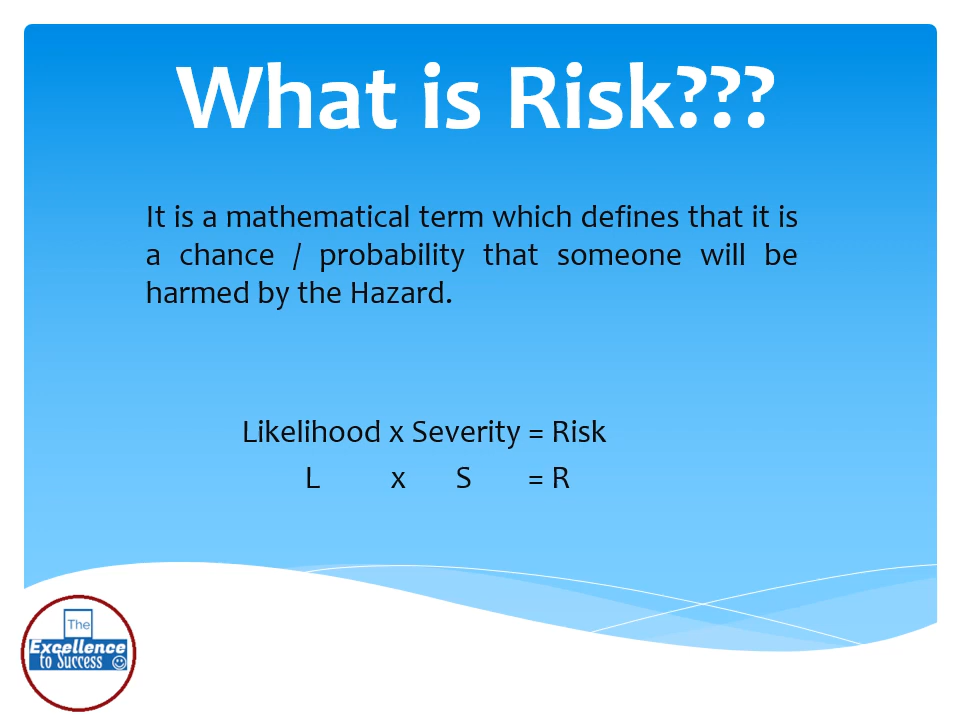 What is Risk???
It is a mathematical term which defines that it is
a chance / probability that someone will be
harmed by the Hazard.
Likelihood x Severity = Risk
L x S = R
The
Excellence
to Success